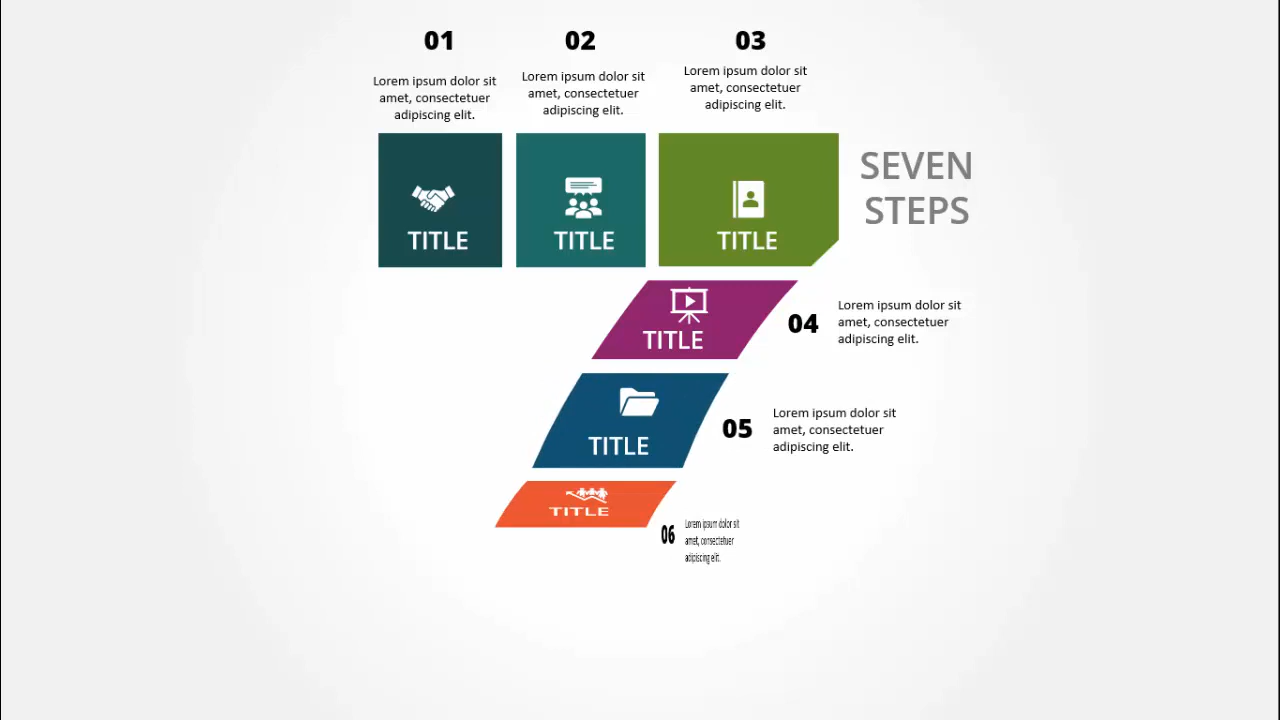 01
Lorem ipsum dolor sit
amet, consectetuer
adipiscing elit.
02
Lorem ipsum dolor sit
amet, consectetuer
adipiscing elit.
03
Lorem ipsum dolor sit
amet, consectetuer
adipiscing elit.
TITLE
TITLE
TITLE
SEVEN
STEPS
TITLE
04
Lorem ipsum dolor sit
amet, consectetuer
adipiscing elit.
TITLE
05
Lorem ipsum dolor sit
amet, consectetuer
adipiscing elit.
TITLE
06
Lorem ipsum dolor sit
amet, consectetuer
adipiscing elit.